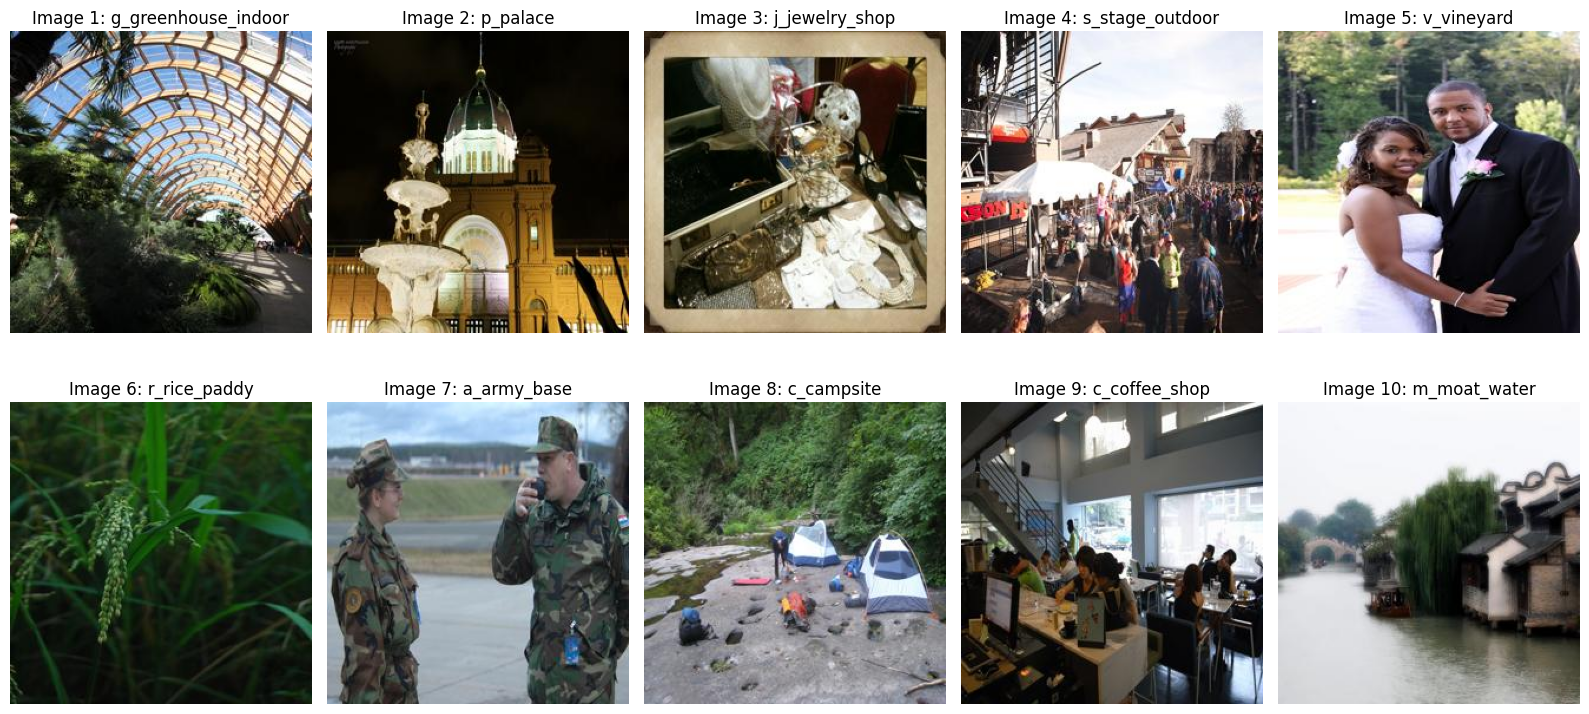 Image 1: g_greenhouse_indoor
Image 2: p_palace
Image 3: j_jewelry_shop
Image 4: s_stage_outdoor
Image 5: v_vineyard
Image 6: r_rice_paddy
Image 7: a_army_base
Image 8: c_campsite
Image 9: c_coffee_shop
Image 10: m_moat_water